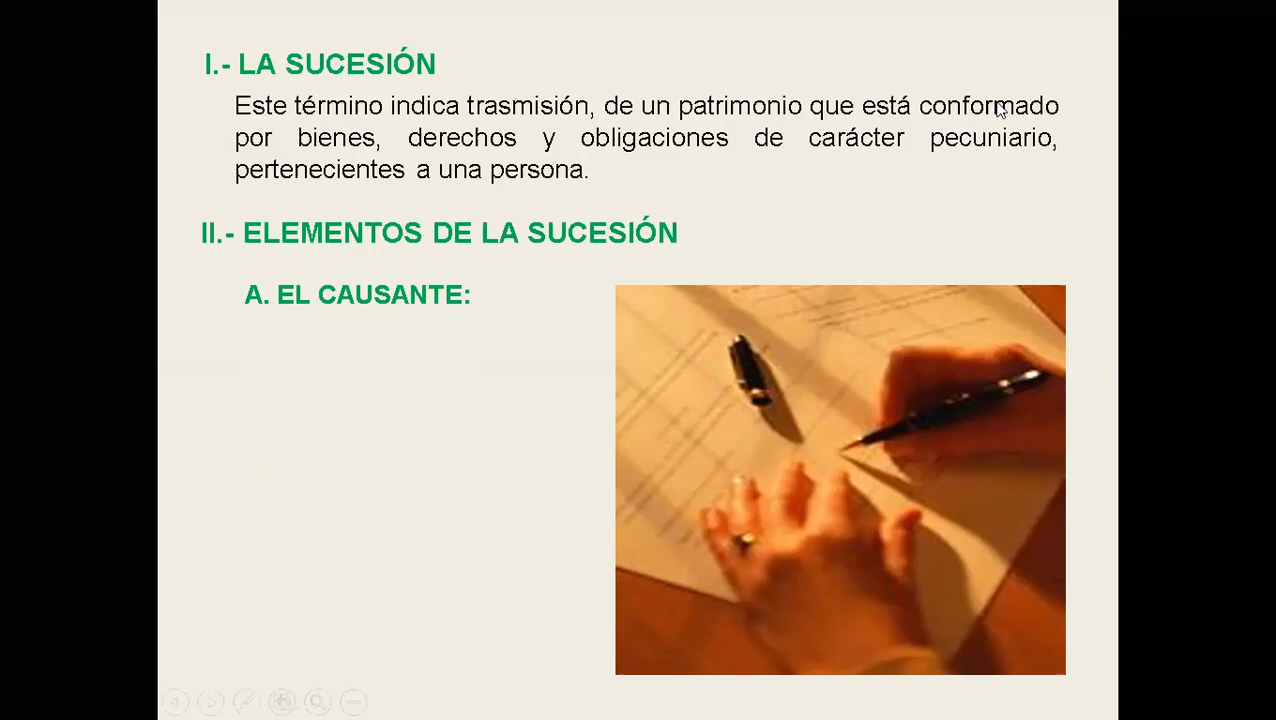 I.- LA SUCESIÓN
Este término indica trasmisión, de un patrimonio que está conformado
por bienes, derechos y obligaciones de carácter pecuniario,
pertenecientes a una persona.
II.- ELEMENTOS DE LA SUCESIÓN
A. EL CAUSANTE: